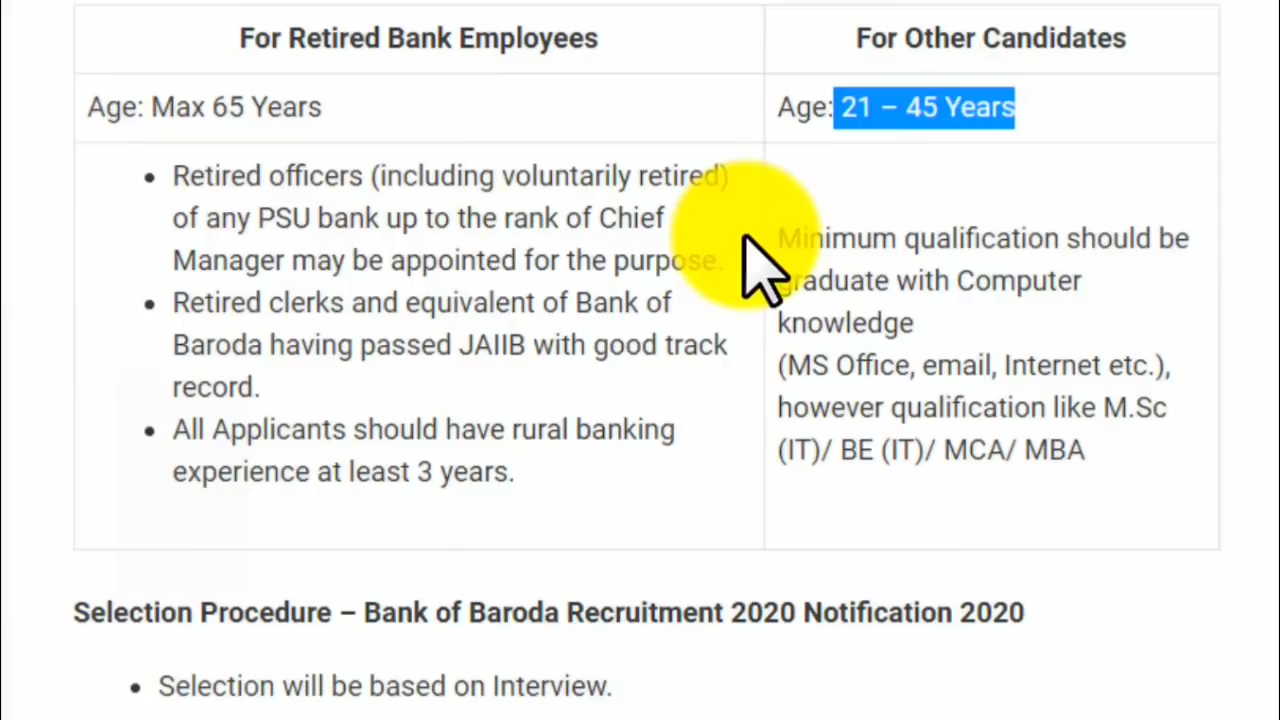 For Retired Bank Employees
For Other Candidates
Age: Max 65 Years
Age: 21 – 45 Years
• Retired officers (including voluntarily retired)
of any PSU bank up to the rank of Chief
Manager may be appointed for the purpose.
• Retired clerks and equivalent of Bank of
Baroda having passed JAIIB with good track
record.
• All Applicants should have rural banking
experience at least 3 years.
Minimum qualification should be
graduate with Computer
knowledge
(MS Office, email, Internet etc.),
however qualification like M.Sc
(IT)/ BE (IT)/ MCA/ MBA
Selection Procedure – Bank of Baroda Recruitment 2020 Notification 2020
• Selection will be based on Interview.